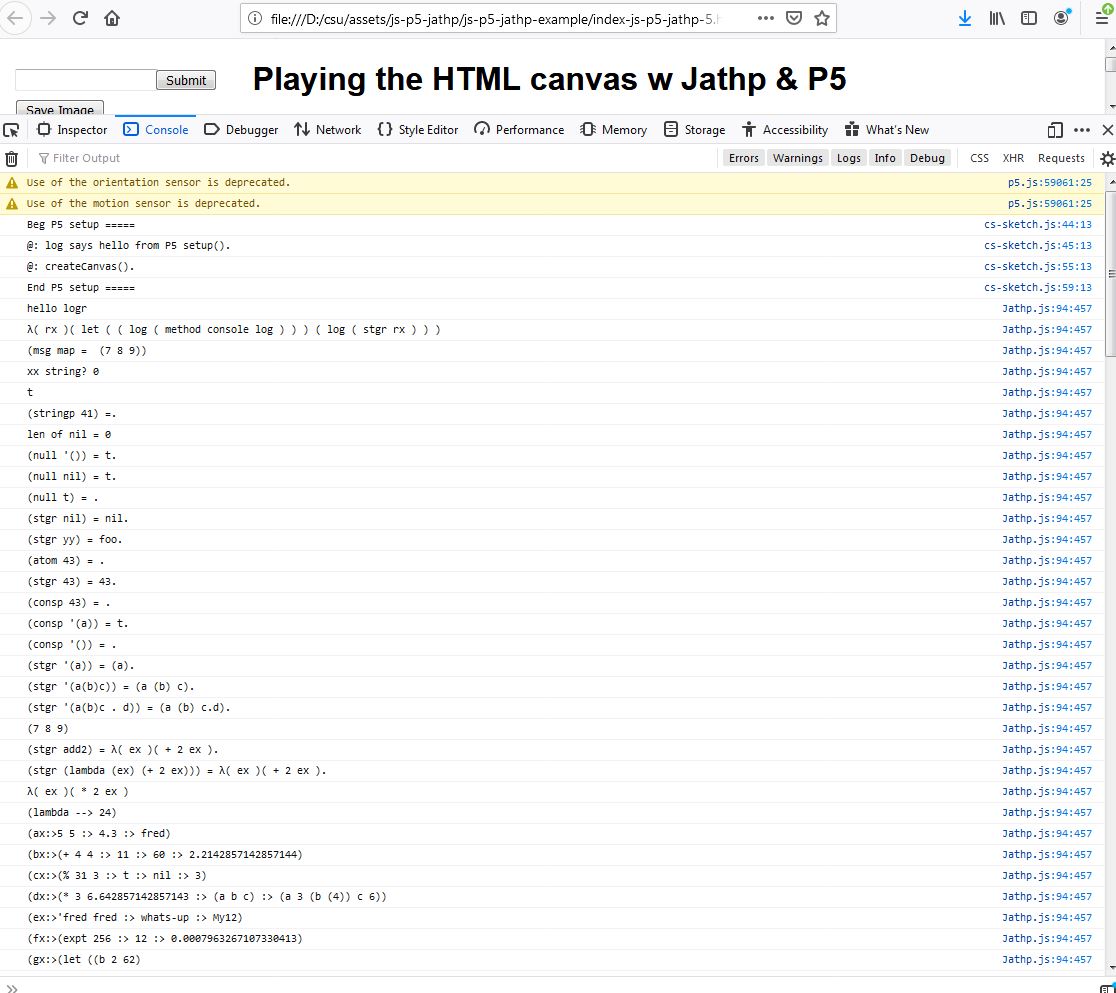 file:///D:/csu/assets/js-p5-jathp/js-p5-jathp-example/index-js-p5-jathp-5.h
Submit
Playing the HTML canvas w Jathp & P5
Save Image
Inspector Console Debugger Network Style Editor Performance Memory Storage Accessibility What's New
Filter Output Errors Warnings Logs Info Debug CSS XHR Requests
Use of the orientation sensor is deprecated. p5.js:59061:25
Use of the motion sensor is deprecated. p5.js:59061:25
Beg P5 setup ===== cs-sketch.js:44:13
@: log says hello from P5 setup(). cs-sketch.js:45:13
@: createCanvas(). cs-sketch.js:55:13
End P5 setup ===== cs-sketch.js:59:13
hello logr Jathp.js:94:457
λ( rx )( let ( ( log ( method console log ) ) ) ( log ( stgr rx ) ) ) Jathp.js:94:457
(msg map =  (7 8 9)) Jathp.js:94:457
xx string? 0 Jathp.js:94:457
t Jathp.js:94:457
(stringp 41) =. Jathp.js:94:457
len of nil = 0 Jathp.js:94:457
(null '()) = t. Jathp.js:94:457
(null nil) = t. Jathp.js:94:457
(null t) = . Jathp.js:94:457
(stgr nil) = nil. Jathp.js:94:457
(stgr yy) = foo. Jathp.js:94:457
(atom 43) = . Jathp.js:94:457
(stgr 43) = 43. Jathp.js:94:457
(consp 43) = . Jathp.js:94:457
(consp '(a)) = t. Jathp.js:94:457
(consp '()) = . Jathp.js:94:457
(stgr '(a)) = (a). Jathp.js:94:457
(stgr '(a(b)c)) = (a (b) c). Jathp.js:94:457
(stgr '(a(b)c . d)) = (a (b) c.d). Jathp.js:94:457
(7 8 9) Jathp.js:94:457
(stgr add2) = λ( ex )( + 2 ex ). Jathp.js:94:457
(stgr (lambda (ex) (+ 2 ex))) = λ( ex )( + 2 ex ). Jathp.js:94:457
λ( ex )( * 2 ex ) Jathp.js:94:457
(lambda --> 24) Jathp.js:94:457
(ax:>5 5 :> 4.3 :> fred) Jathp.js:94:457
(bx:>(+ 4 4 :> 11 :> 60 :> 2.2142857142857144) Jathp.js:94:457
(cx:>(% 31 3 :> t :> nil :> 3) Jathp.js:94:457
(dx:>(* 3 6.642857142857143 :> (a b c) :> (a 3 (b (4)) c 6)) Jathp.js:94:457
(ex:>'fred fred :> whats-up :> My12) Jathp.js:94:457
(fx:>(expt 256 :> 12 :> 0.0007963267107330413) Jathp.js:94:457
(gx:>(let ((b 2 62) Jathp.js:94:457